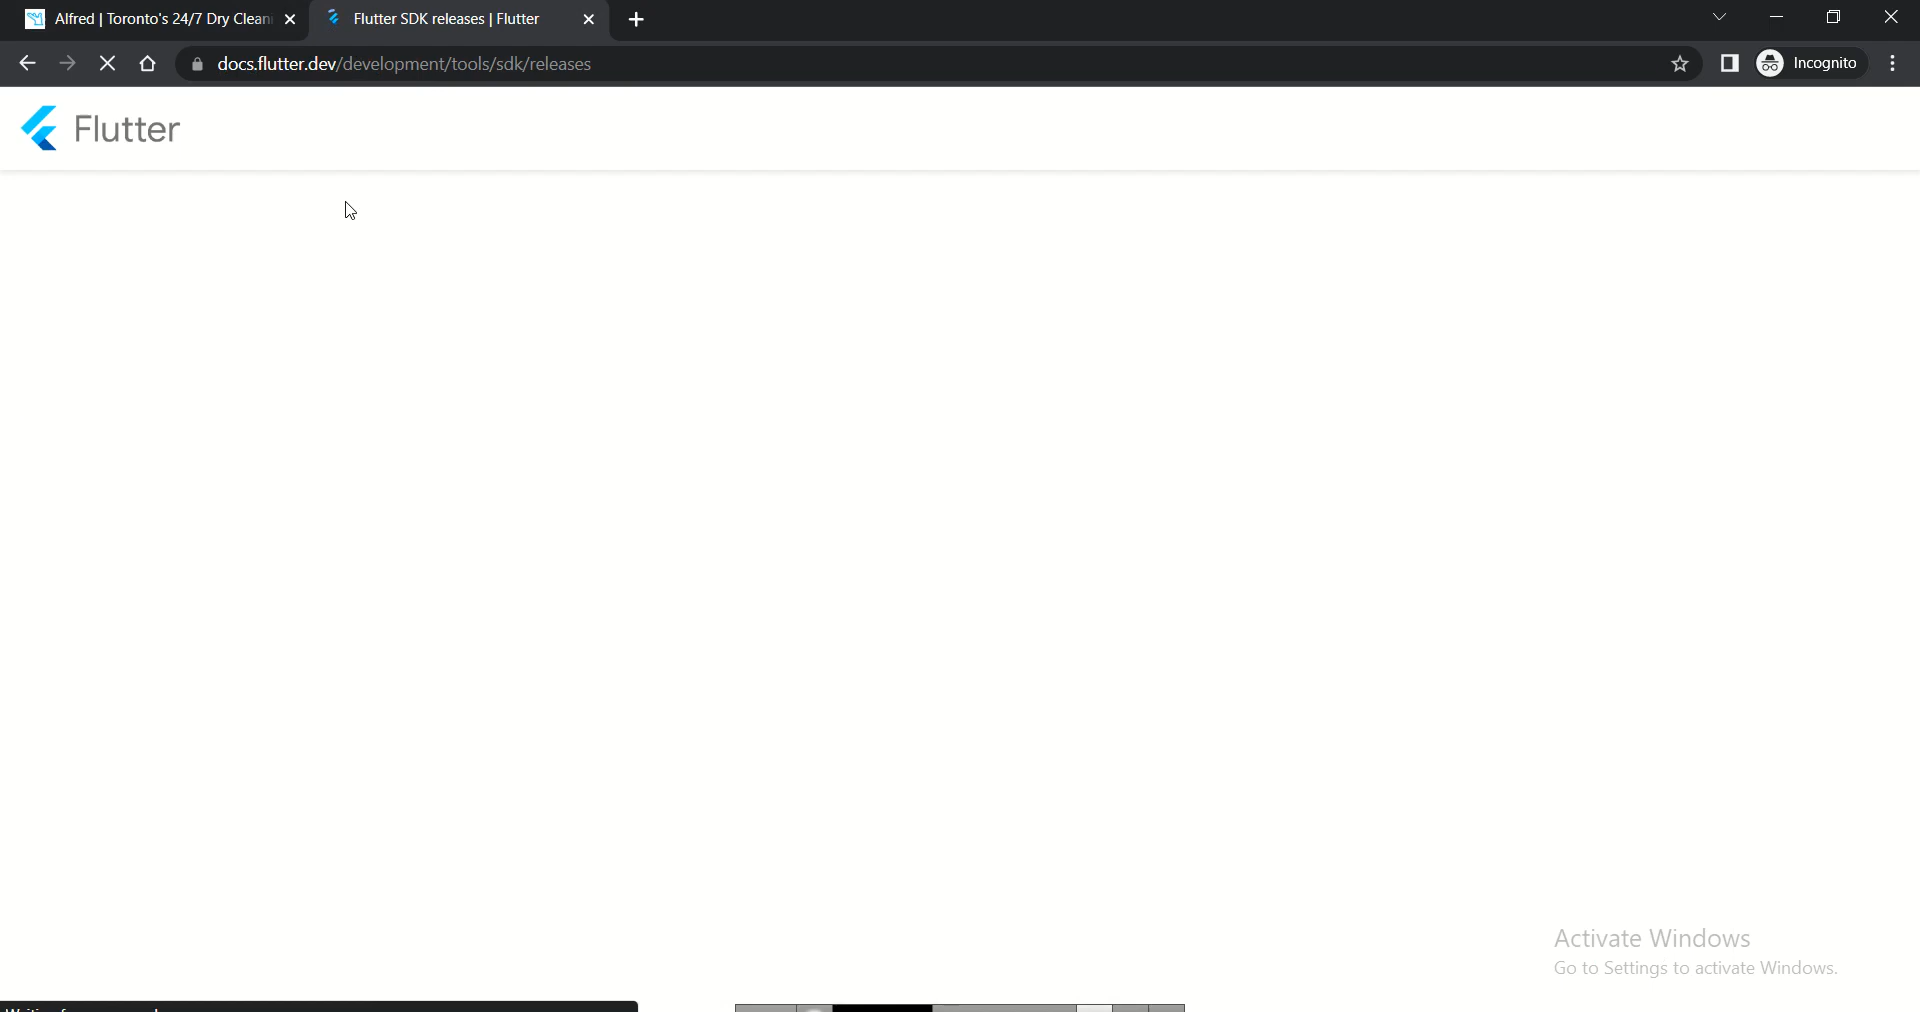 Alfred | Toronto's 24/7 Dry Clean
Flutter SDK releases | Flutter
docs.flutter.dev/development/tools/sdk/releases
Incognito
Flutter
Activate Windows
Go to Settings to activate Windows.